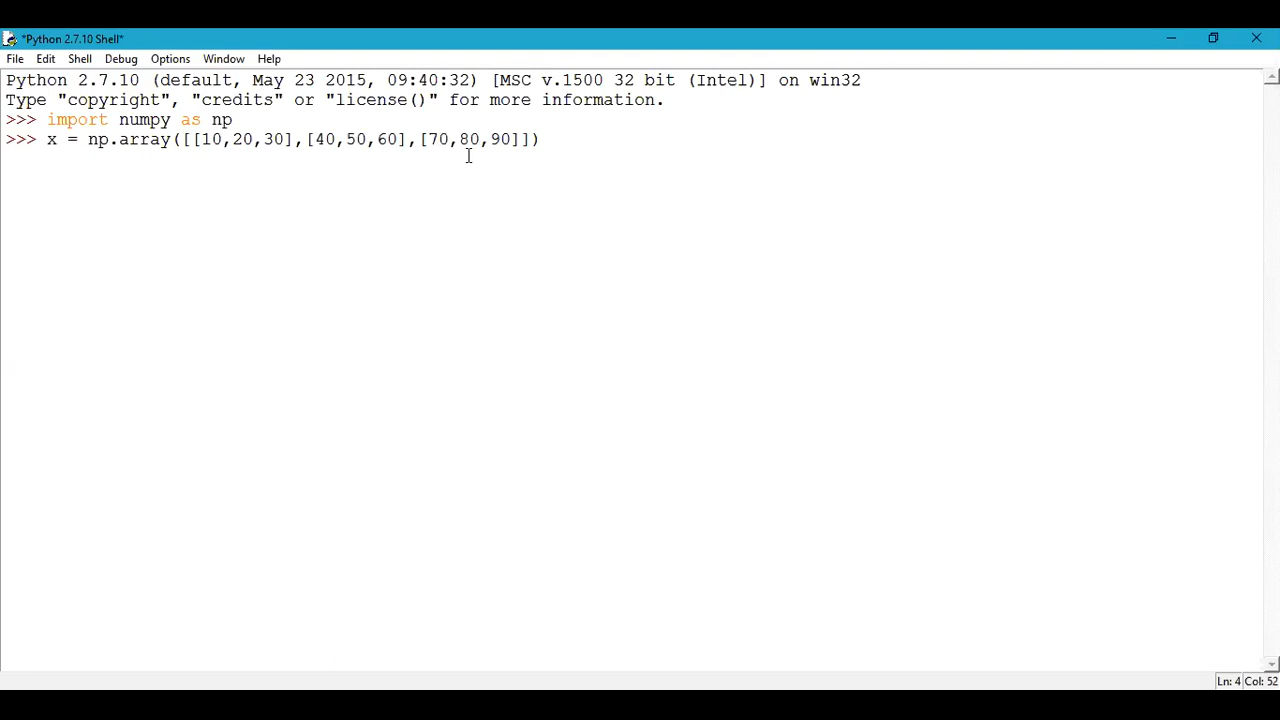 *Python 2.7.10 Shell*
File Edit Shell Debug Options Window Help
Python 2.7.10 (default, May 23 2015, 09:40:32) [MSC v.1500 32 bit (Intel)] on win32
Type "copyright", "credits" or "license()" for more information.
>>> import numpy as np
>>> x = np.array([[10,20,30],[40,50,60],[70,80,90]])
Ln: 4 Col: 52